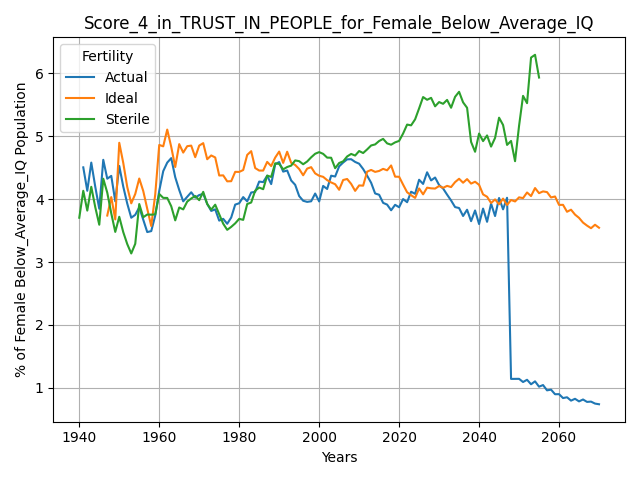 Score_4_in_TRUST_IN_PEOPLE_for_Female_Below_Average_IQ
% of Female Below_Average_IQ Population
Fertility
Actual
Ideal
Sterile
6
5
4
3
2
1
1940
1960
1980
2000
2020
2040
2060
Years